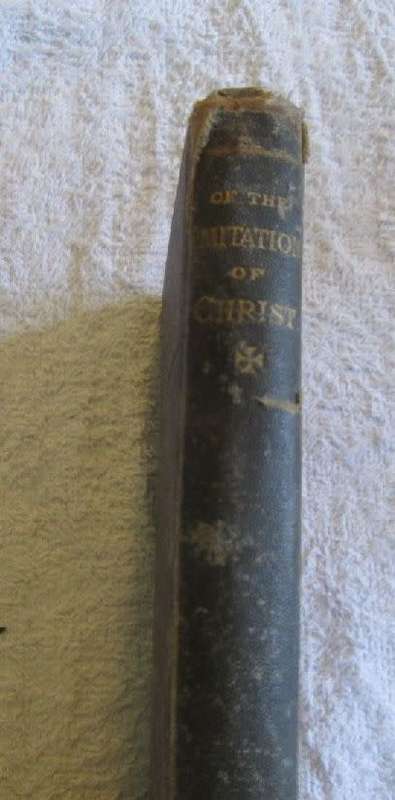 OF THE
IMITATION
OF
CHRIST